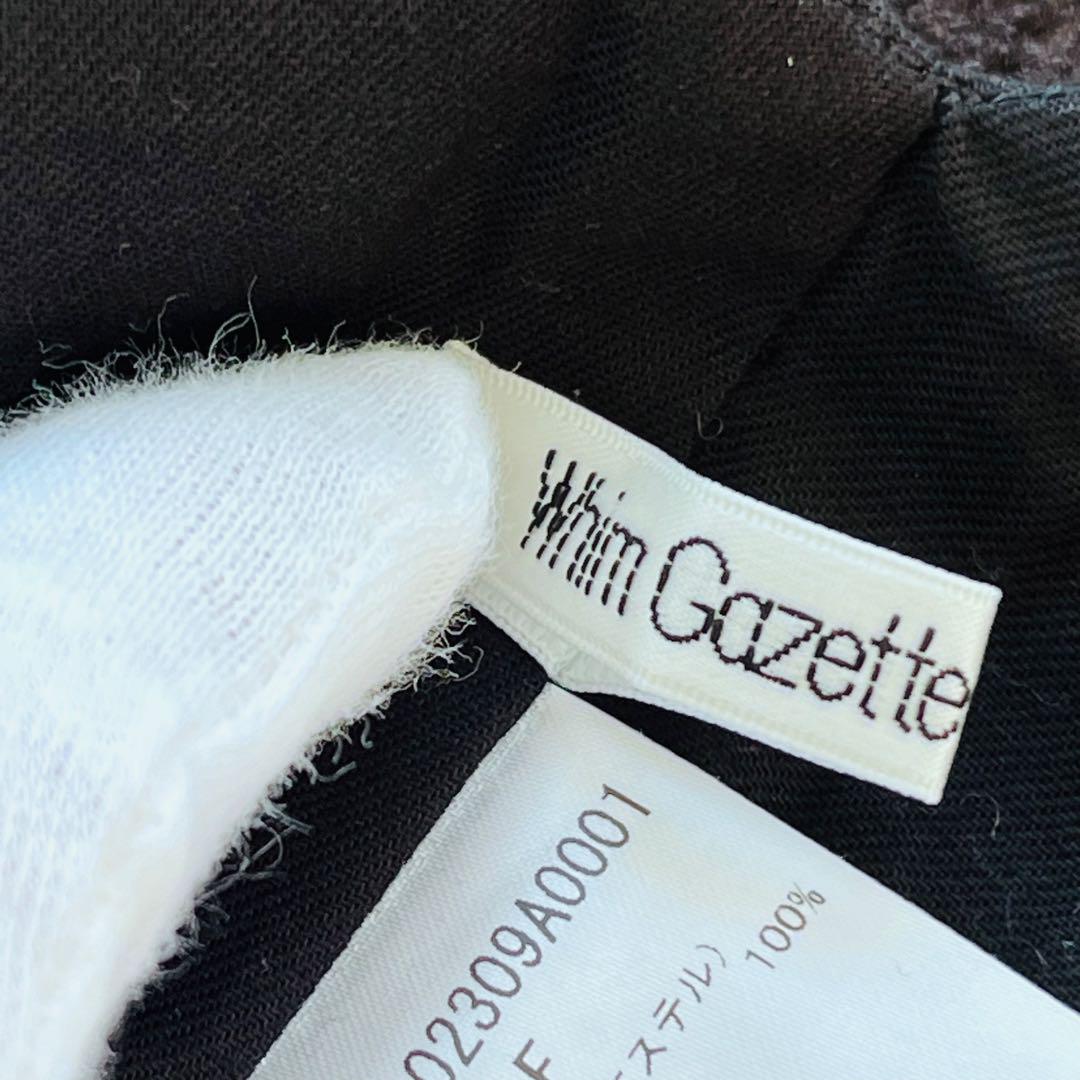 Whim Gazette
02309A0001
F
ステル) 100%